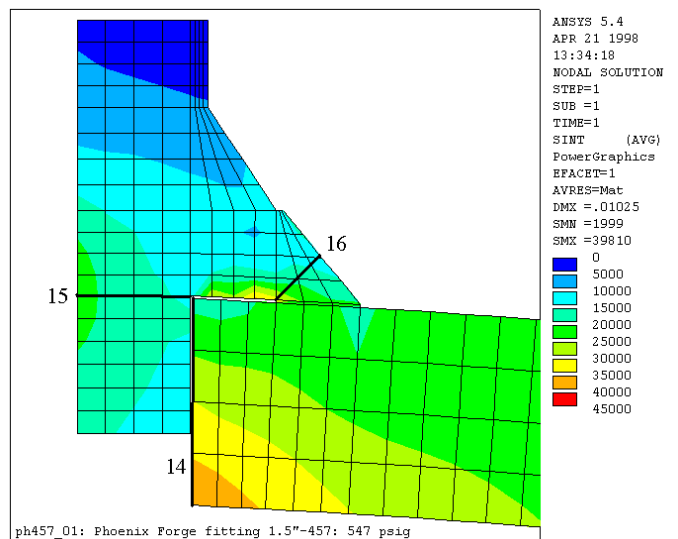 ANSYS 5.4
APR 21 1998
13:34:18
NODAL SOLUTION
STEP=1
SUB =1
TIME=1
SINT (AVG)
PowerGraphics
EFACET=1
AVRES=Mat
DMX =.01025
SMN =1999
SMX =39810
0
5000
10000
15000
20000
25000
30000
35000
40000
45000
16
15
14
ph457_01: Phoenix Forge fitting 1.5"-457: 547 psig